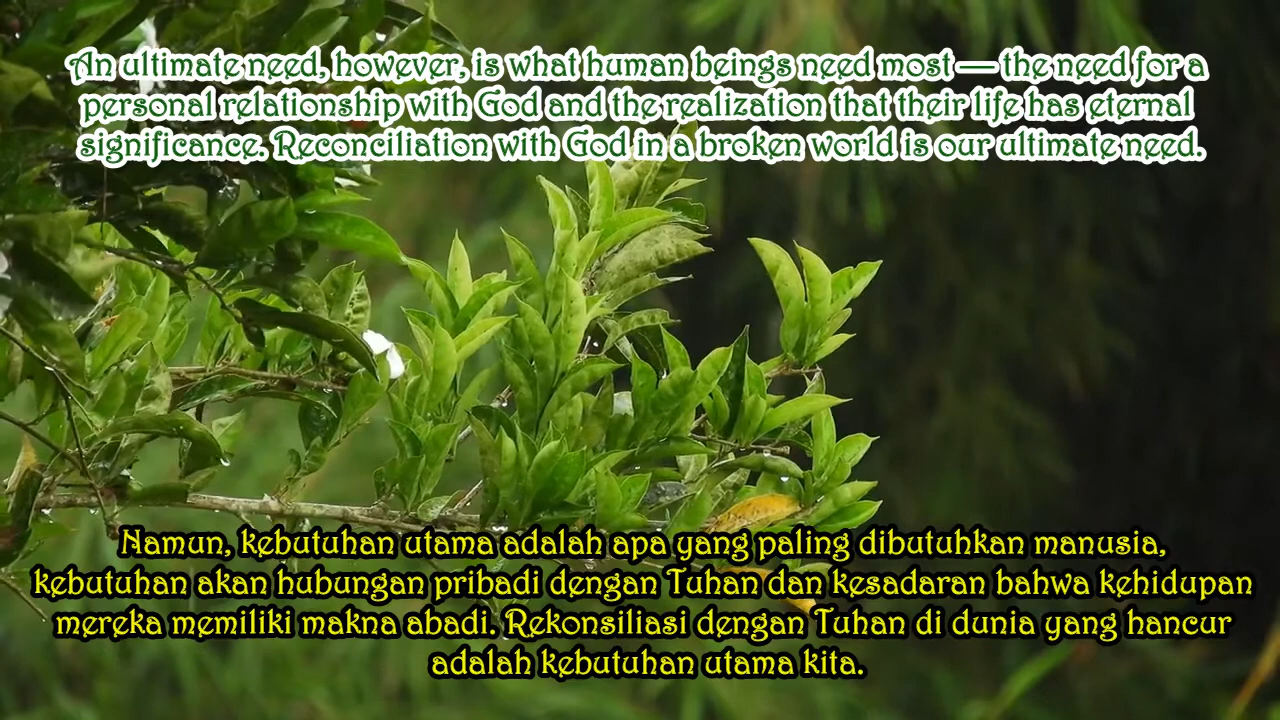 An ultimate need, however, is what human beings need most — the need for a
personal relationship with God and the realization that their life has eternal
significance. Reconciliation with God in a broken world is our ultimate need.
Namun, kebutuhan utama adalah apa yang paling dibutuhkan manusia,
kebutuhan akan hubungan pribadi dengan Tuhan dan kesadaran bahwa kehidupan
mereka memiliki makna abadi. Rekonsiliasi dengan Tuhan di dunia yang hancur
adalah kebutuhan utama kita.